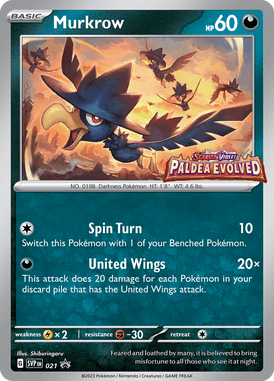 BASIC
Murkrow
HP60
SCARLET & VIOLET
PALDEA EVOLVED
NO. 0198 Darkness Pokémon HT. 1'8" WT. 4.6 lbs.
Spin Turn 10
Switch this Pokémon with 1 of your Benched Pokémon.
United Wings 20×
This attack does 20 damage for each Pokémon in your
discard pile that has the United Wings attack.
weakness ×2 resistance -30 retreat
Illus. Shiburingaru
G SVP EN 021 PROMO
Feared and loathed by many, it is believed to bring
misfortune to all those who see it at night.
©2023 Pokémon / Nintendo / Creatures / GAME FREAK